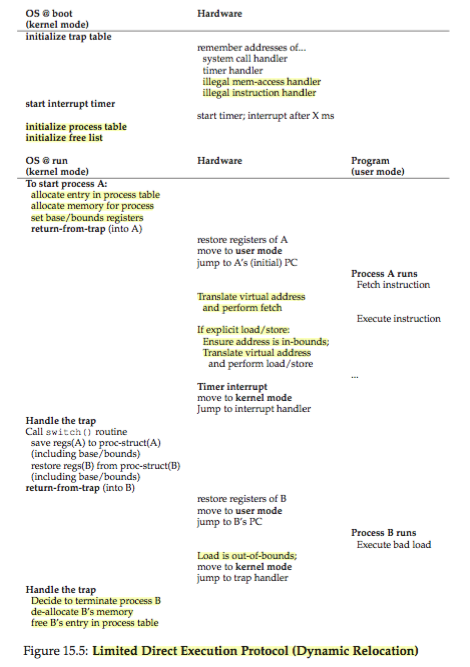 OS @ boot Hardware
(kernel mode)
initialize trap table
remember addresses of...
system call handler
timer handler
illegal mem-access handler
illegal instruction handler
start interrupt timer
start timer; interrupt after X ms
initialize process table
initialize free list
OS @ run Hardware Program
(kernel mode) (user mode)
To start process A:
allocate entry in process table
allocate memory for process
set base/bounds registers
return-from-trap (into A)
restore registers of A
move to user mode
jump to A's (initial) PC
Process A runs
Fetch instruction
Translate virtual address
and perform fetch
Execute instruction
If explicit load/store:
Ensure address is in-bounds;
Translate virtual address
and perform load/store
...
Timer interrupt
move to kernel mode
Jump to interrupt handler
Handle the trap
Call switch() routine
save regs(A) to proc-struct(A)
(including base/bounds)
restore regs(B) from proc-struct(B)
(including base/bounds)
return-from-trap (into B)
restore registers of B
move to user mode
jump to B's PC
Process B runs
Execute bad load
Load is out-of-bounds;
move to kernel mode
jump to trap handler
Handle the trap
Decide to terminate process B
de-allocate B's memory
free B's entry in process table
Figure 15.5: Limited Direct Execution Protocol (Dynamic Relocation)